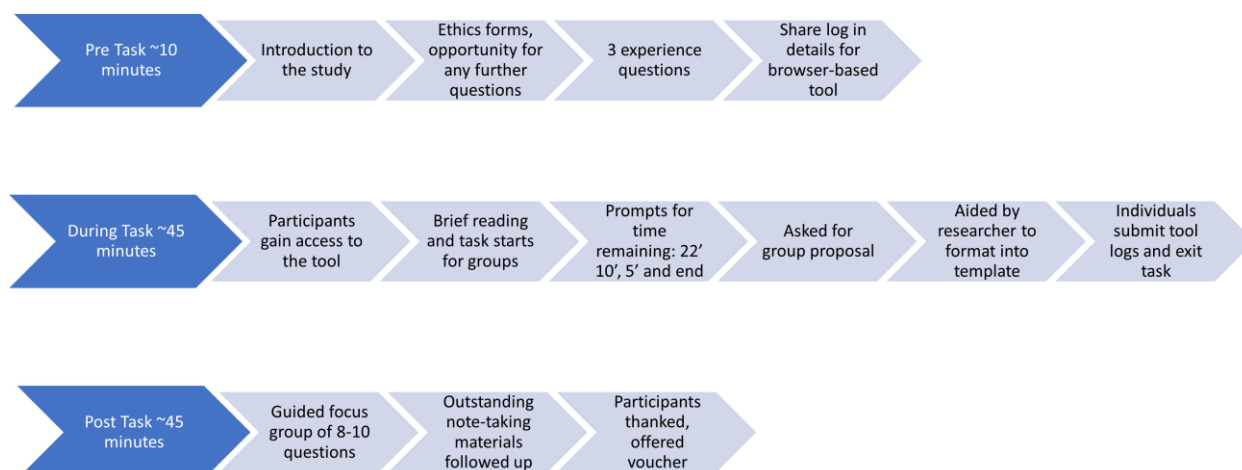 Pre Task ~10
minutes
Introduction to
the study
Ethics forms,
opportunity for
any further
questions
3 experience
questions
Share log in
details for
browser-based
tool
During Task ~45
minutes
Participants
gain access to
the tool
Brief reading
and task starts
for groups
Prompts for
time
remaining: 22’
10’, 5’ and end
Asked for
group proposal
Aided by
researcher to
format into
template
Individuals
submit tool
logs and exit
task
Post Task ~45
minutes
Guided focus
group of 8-10
questions
Outstanding
note-taking
materials
followed up
Participants
thanked,
offered
voucher